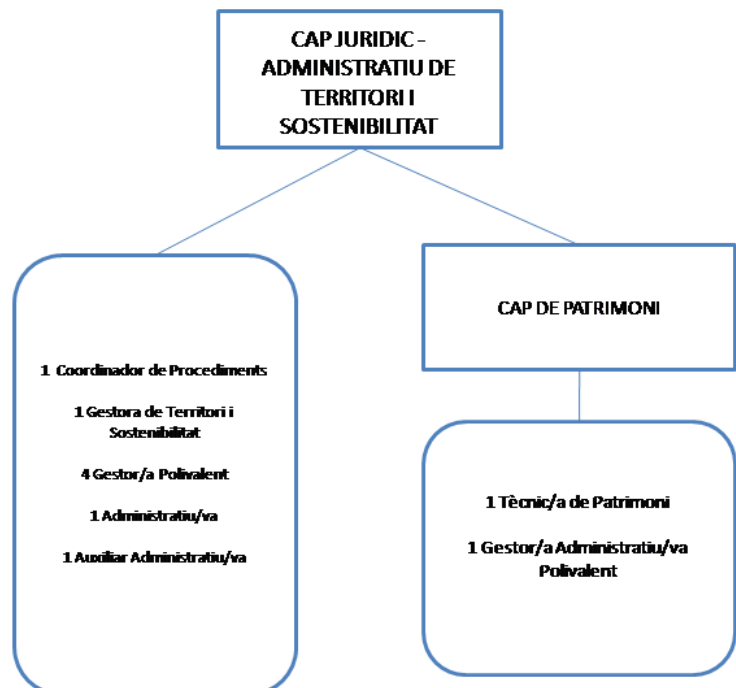 CAP JURIDIC -
ADMINISTRATIU DE
TERRITORI I
SOSTENIBILITAT
1 Coordinador de Procediments
1 Gestora de Territori i
Sostenibilitat
4 Gestor/a Polivalent
1 Administratiu/va
1 Auxiliar Administratiu/va
CAP DE PATRIMONI
1 Tècnic/a de Patrimoni
1 Gestor/a Administratiu/va
Polivalent